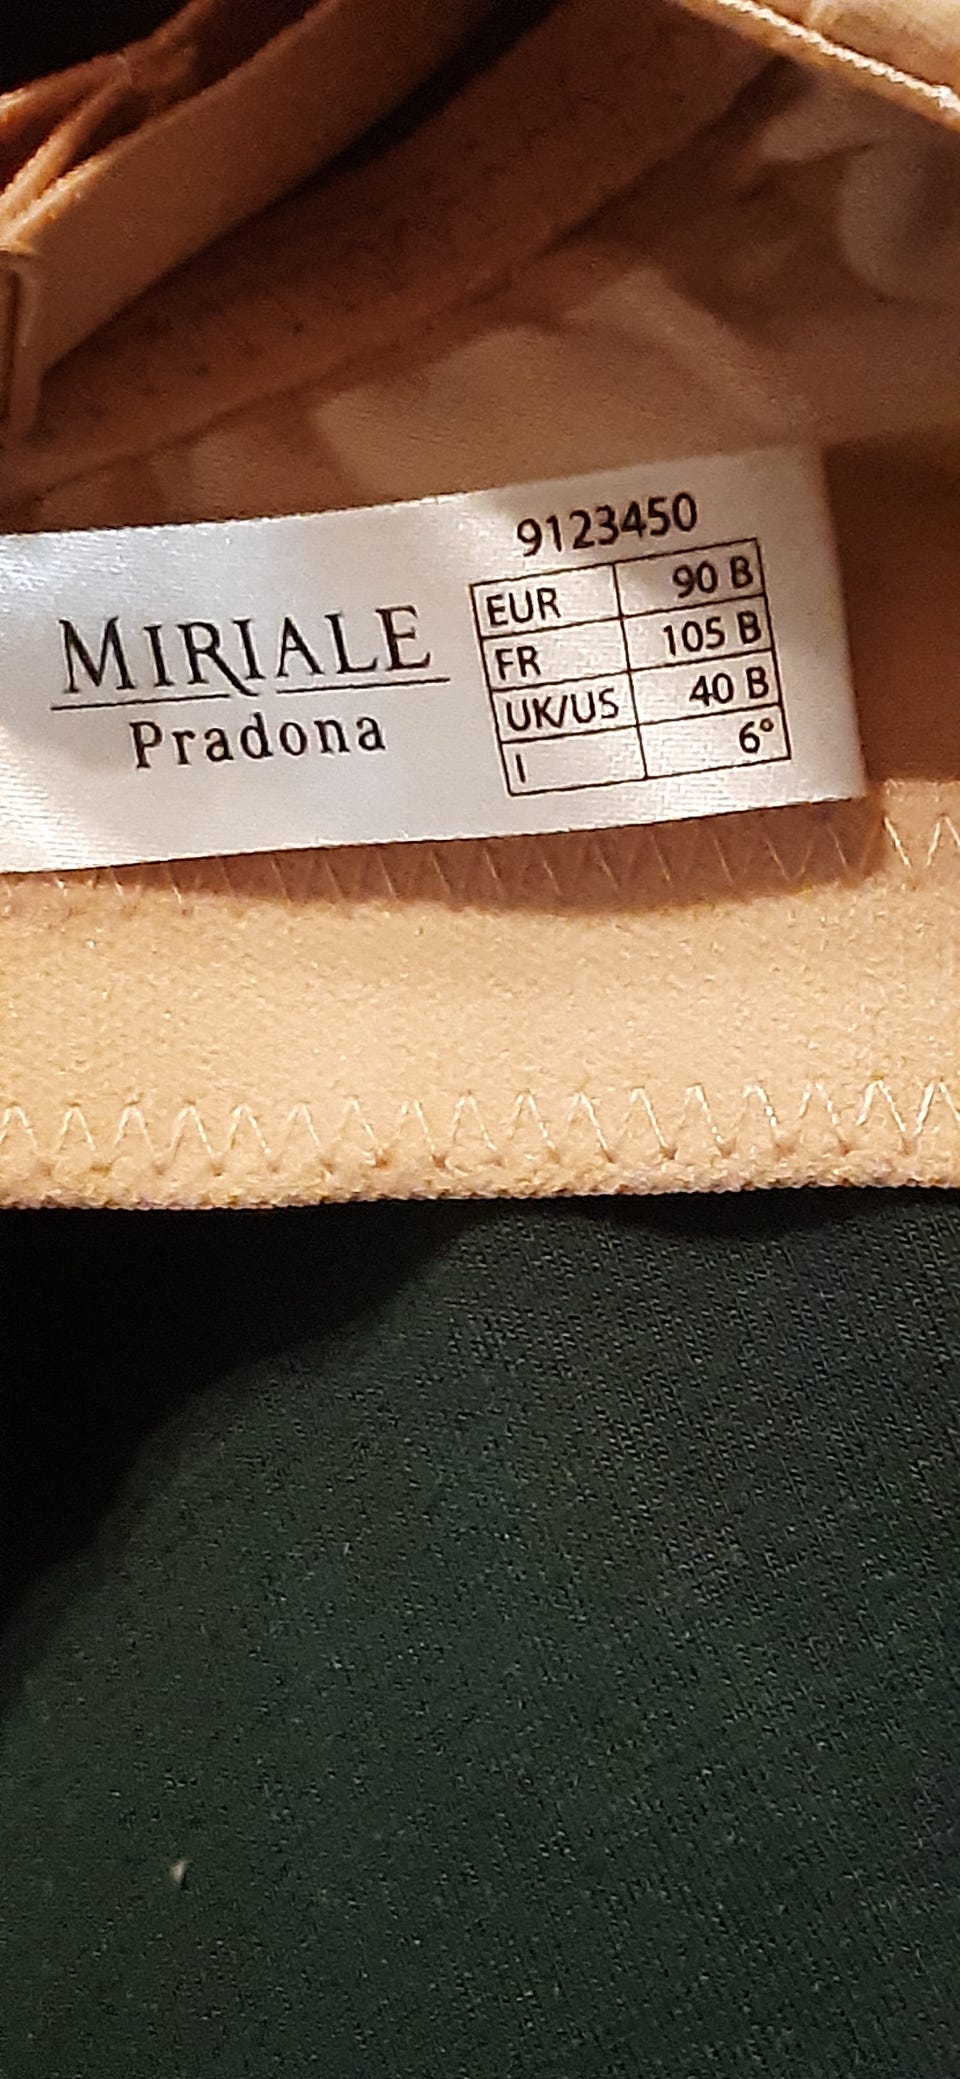 MIRIALE
Pradona
9123450
EUR 90 B
FR 105 B
UK/US 40 B
I 6°